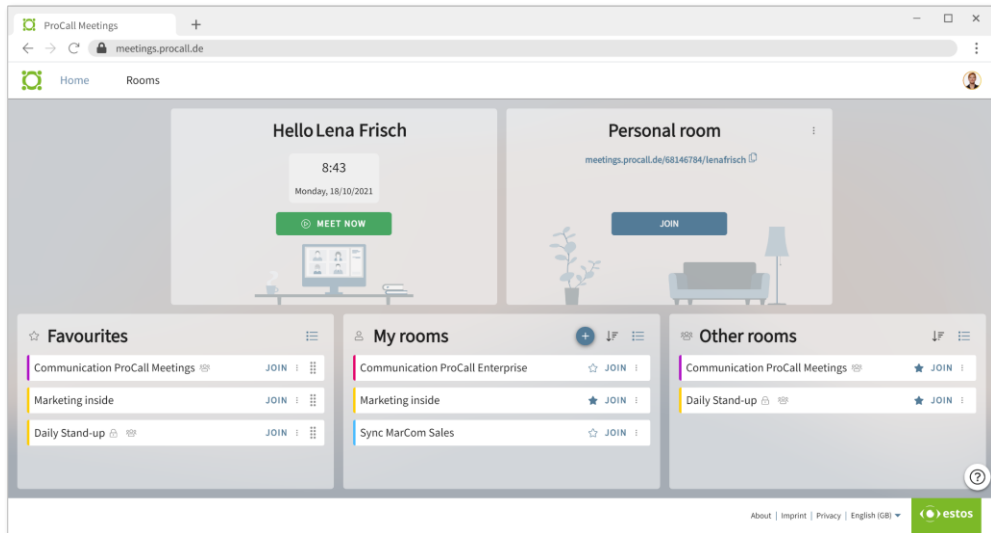 ProCall Meetings
meetings.procall.de
Home Rooms
Hello Lena Frisch
8:43
Monday, 18/10/2021
MEET NOW
Personal room
meetings.procall.de/68146784/lenafrisch
JOIN
Favourites
Communication ProCall Meetings JOIN
Marketing inside JOIN
Daily Stand-up JOIN
My rooms
Communication ProCall Enterprise JOIN
Marketing inside JOIN
Sync MarCom Sales JOIN
Other rooms
Communication ProCall Meetings JOIN
Daily Stand-up JOIN
About | Imprint | Privacy | English (GB)
estos